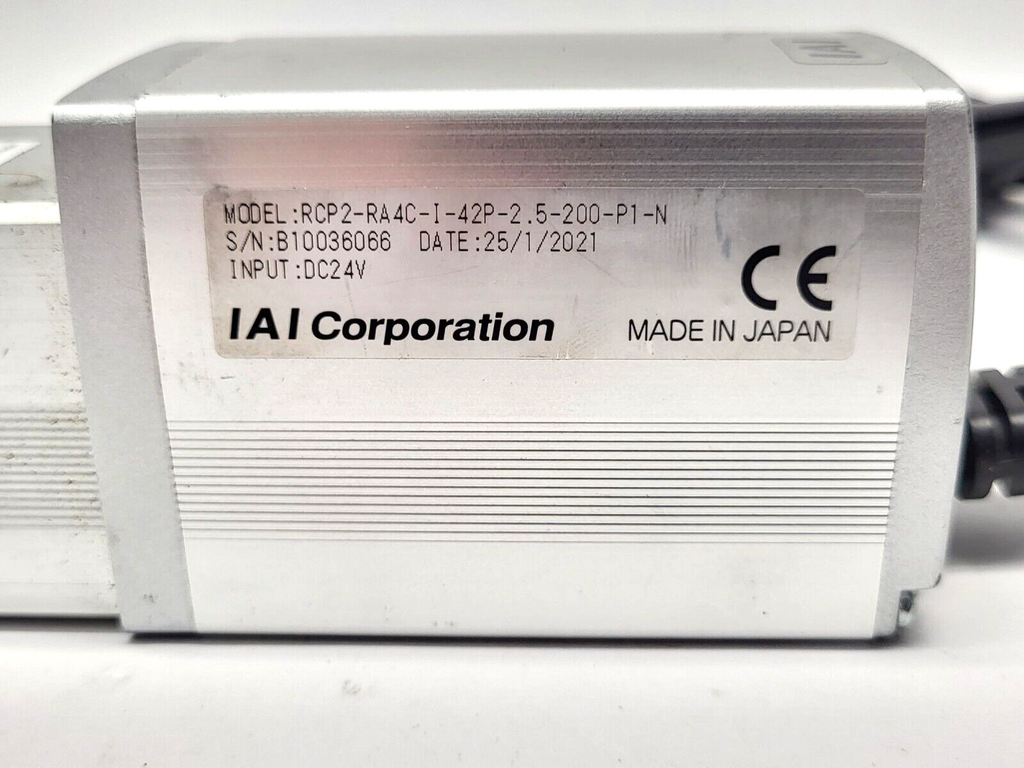 IAI
MODEL:RCP2-RA4C-I-42P-2.5-200-P1-N
S/N:B10036066 DATE:25/1/2021
INPUT:DC24V
CE
IAI Corporation MADE IN JAPAN